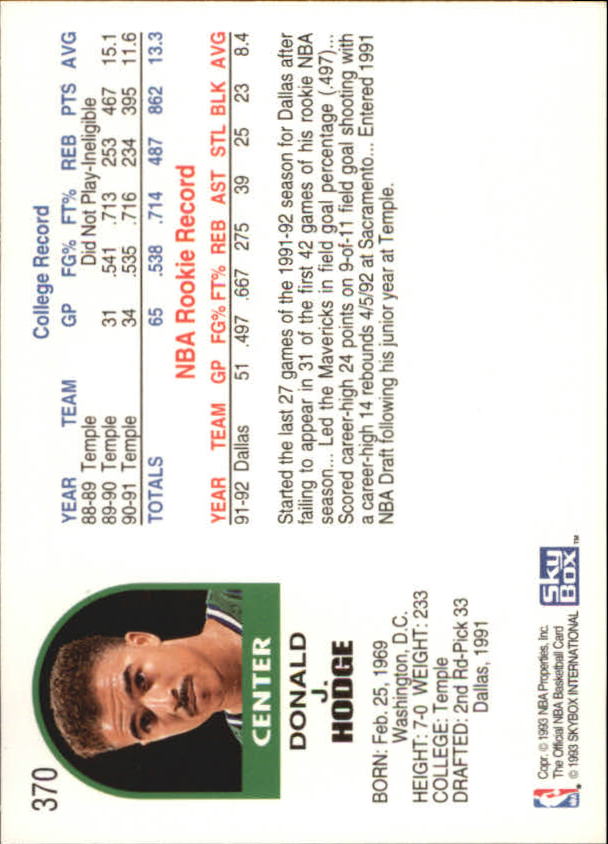 370
CENTER
DONALD
J.
HODGE
BORN: Feb. 25, 1969
Washington, D.C.
HEIGHT: 7-0 WEIGHT: 233
COLLEGE: Temple
DRAFTED: 2nd Rd-Pick 33
Dallas, 1991
Copr. © 1993 NBA Properties, Inc.
The Official NBA Basketball Card
© 1993 SKYBOX INTERNATIONAL
SkyBox™
College Record
YEAR TEAM GP FG% FT% REB PTS AVG
88-89 Temple Did Not Play-Ineligible
89-90 Temple 31 .541 .713 253 467 15.1
90-91 Temple 34 .535 .716 234 395 11.6
TOTALS 65 .538 .714 487 862 13.3
NBA Rookie Record
YEAR TEAM GP FG% FT% REB AST STL BLK AVG
91-92 Dallas 51 .497 .667 275 39 25 23 8.4
Started the last 27 games of the 1991-92 season for Dallas after
failing to appear in 31 of the first 42 games of his rookie NBA
season... Led the Mavericks in field goal percentage (.497)...
Scored career-high 24 points on 9-of-11 field goal shooting with
a career-high 14 rebounds 4/5/92 at Sacramento... Entered 1991
NBA Draft following his junior year at Temple.